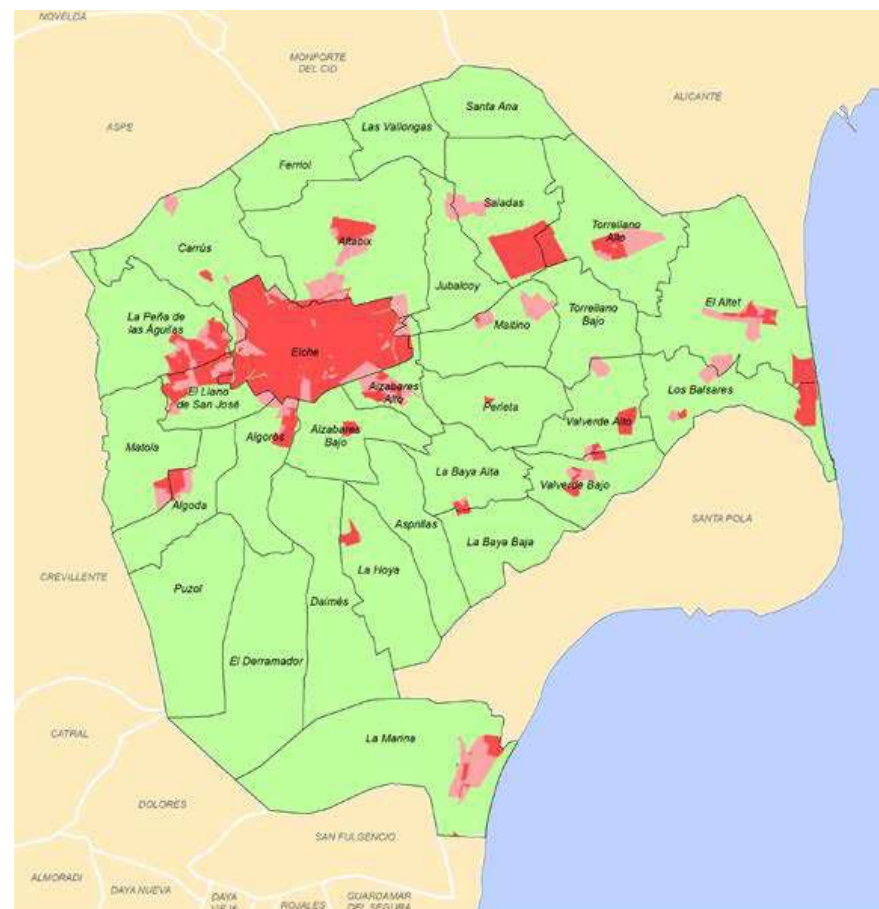 NOVELDA
MONFORTE
DEL CID
ALICANTE
ASPE
Santa Ana
Las Vallongas
Ferriol
Saladas
Altabix
Torrellano
Alto
Carrús
Jubalcoy
El Altet
La Peña de
las Águilas
Torrellano
Bajo
Maitino
Elche
El Llano
de San José
Alzabares
Alto
Los Balsares
Perleta
Valverde Alto
Algorós
Alzabares
Bajo
Matola
La Baya Alta
Valverde Bajo
Algoda
Asprillas
SANTA POLA
La Baya Baja
La Hoya
CREVILLENTE
Puzol
Daimés
El Derramador
CATRAL
La Marina
DOLORES
SAN FULGENCIO
ALMORADI
DAYA NUEVA
DAYA
VIEJA
ROJALES
GUARDAMAR
DEL SEGURA